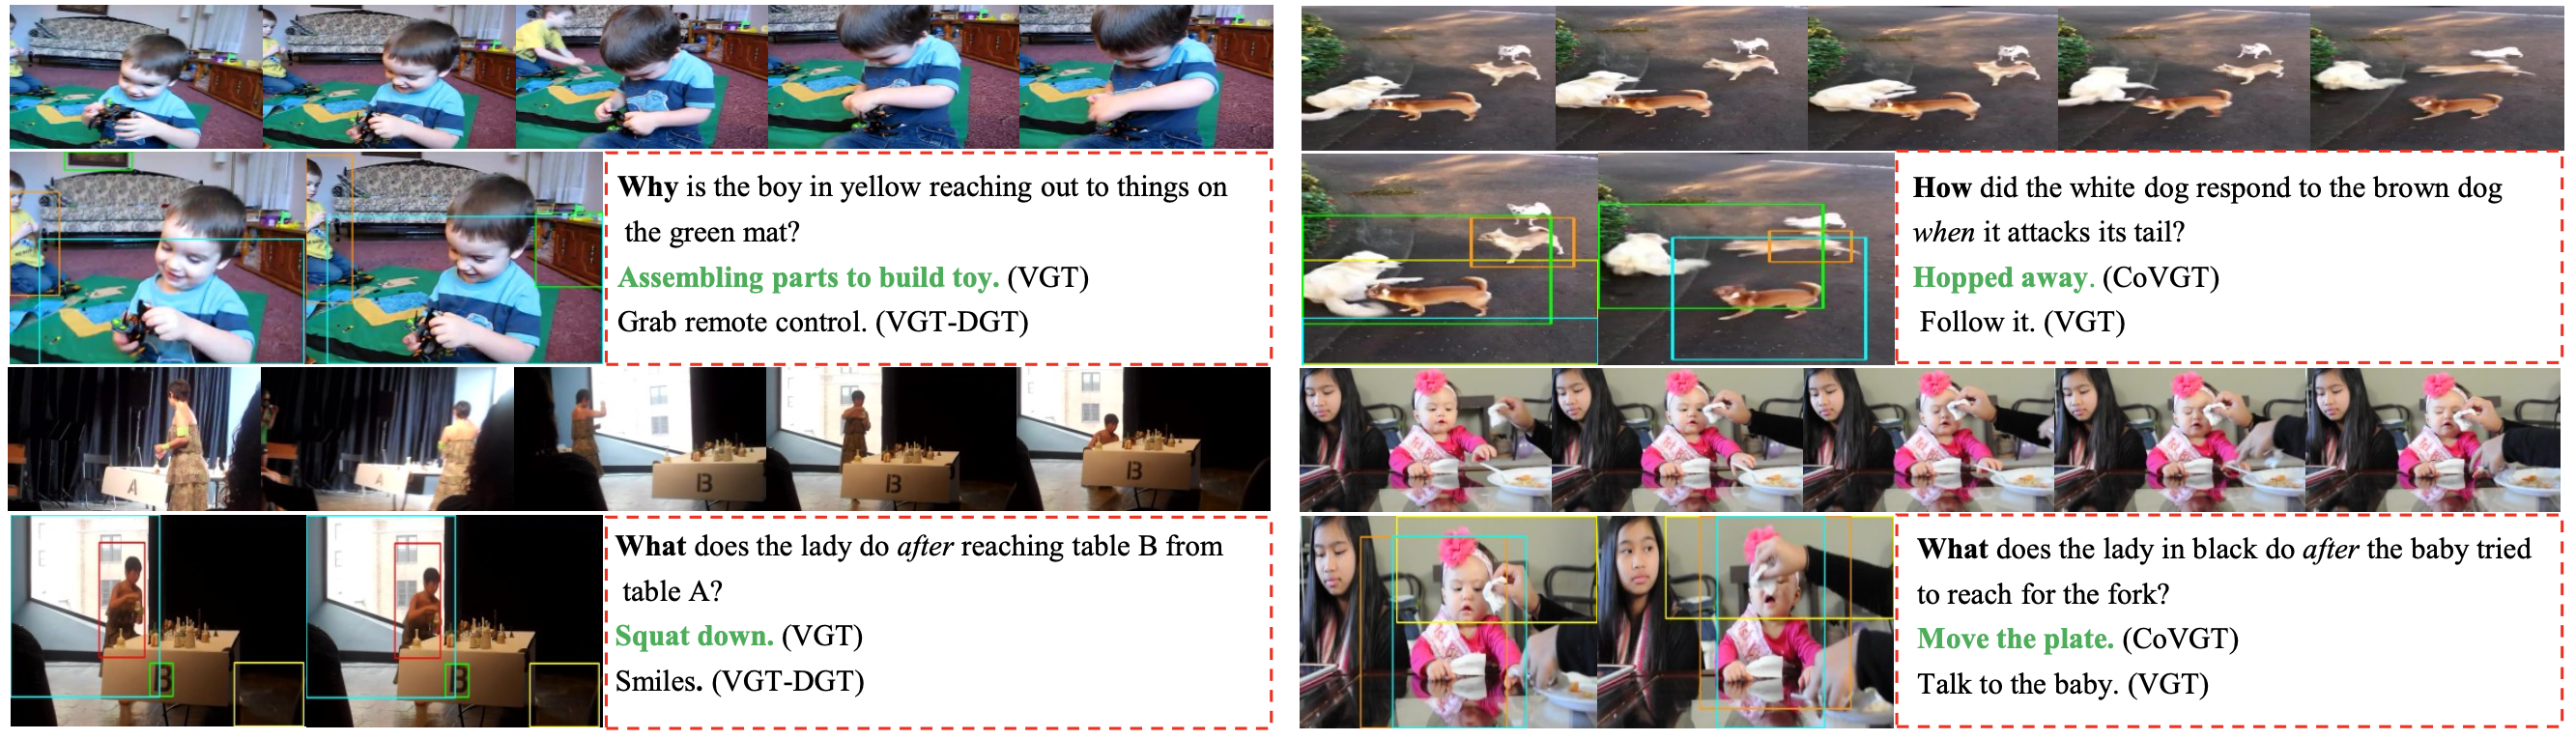 Why is the boy in yellow reaching out to things on
the green mat?
Assembling parts to build toy. (VGT)
Grab remote control. (VGT-DGT)
How did the white dog respond to the brown dog
when it attacks its tail?
Hopped away. (CoVGT)
Follow it. (VGT)
A
A
B
B
B
B
B
What does the lady do after reaching table B from
table A?
Squat down. (VGT)
Smiles. (VGT-DGT)
What does the lady in black do after the baby tried
to reach for the fork?
Move the plate. (CoVGT)
Talk to the baby. (VGT)